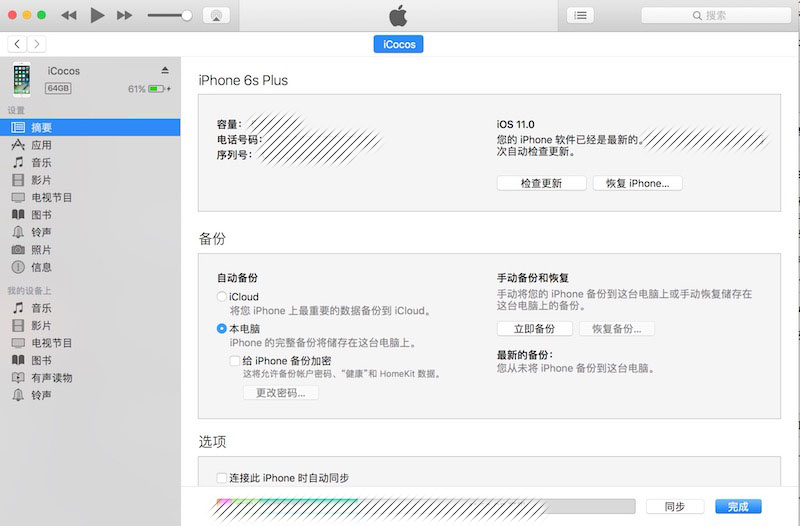 搜索
iCocos
iCocos
64GB
61%
设置
摘要
应用
音乐
影片
电视节目
图书
铃声
照片
信息
我的设备上
音乐
影片
电视节目
图书
有声读物
铃声
iPhone 6s Plus
容量:
电话号码:
序列号:
iOS 11.0
您的 iPhone 软件已经是最新的。
次自动检查更新。
检查更新
恢复 iPhone...
备份
自动备份
iCloud
将您 iPhone 上最重要的数据备份到 iCloud。
本电脑
iPhone 的完整备份将储存在这台电脑上。
给 iPhone 备份加密
这将允许备份帐户密码、“健康”和 HomeKit 数据。
更改密码...
手动备份和恢复
手动将您的 iPhone 备份到这台电脑上或手动恢复储存在
这台电脑上的备份。
立即备份
恢复备份...
最新的备份:
您从未将 iPhone 备份到这台电脑。
选项
连接此 iPhone 时自动同步
同步
完成